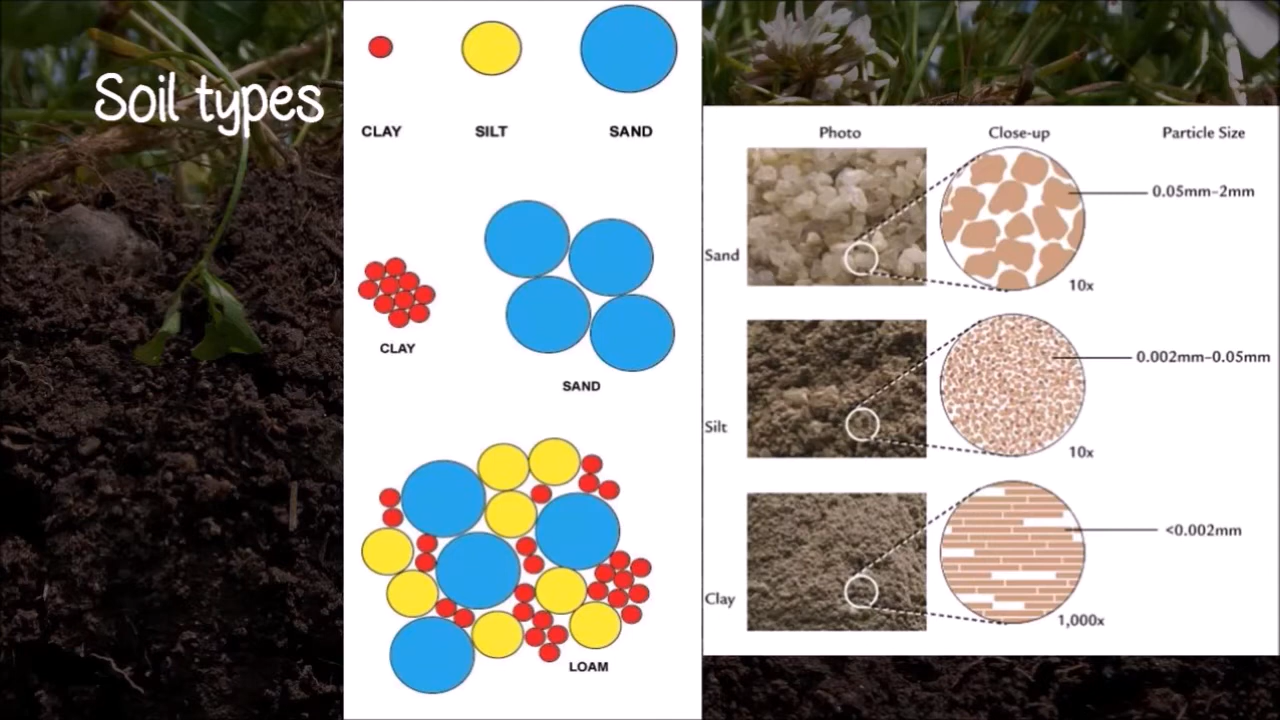 Soil types
CLAY SILT SAND
CLAY
SAND
LOAM
Photo Close-up Particle Size
0.05mm–2mm
Sand
10x
0.002mm–0.05mm
Silt
10x
<0.002mm
Clay
1,000x